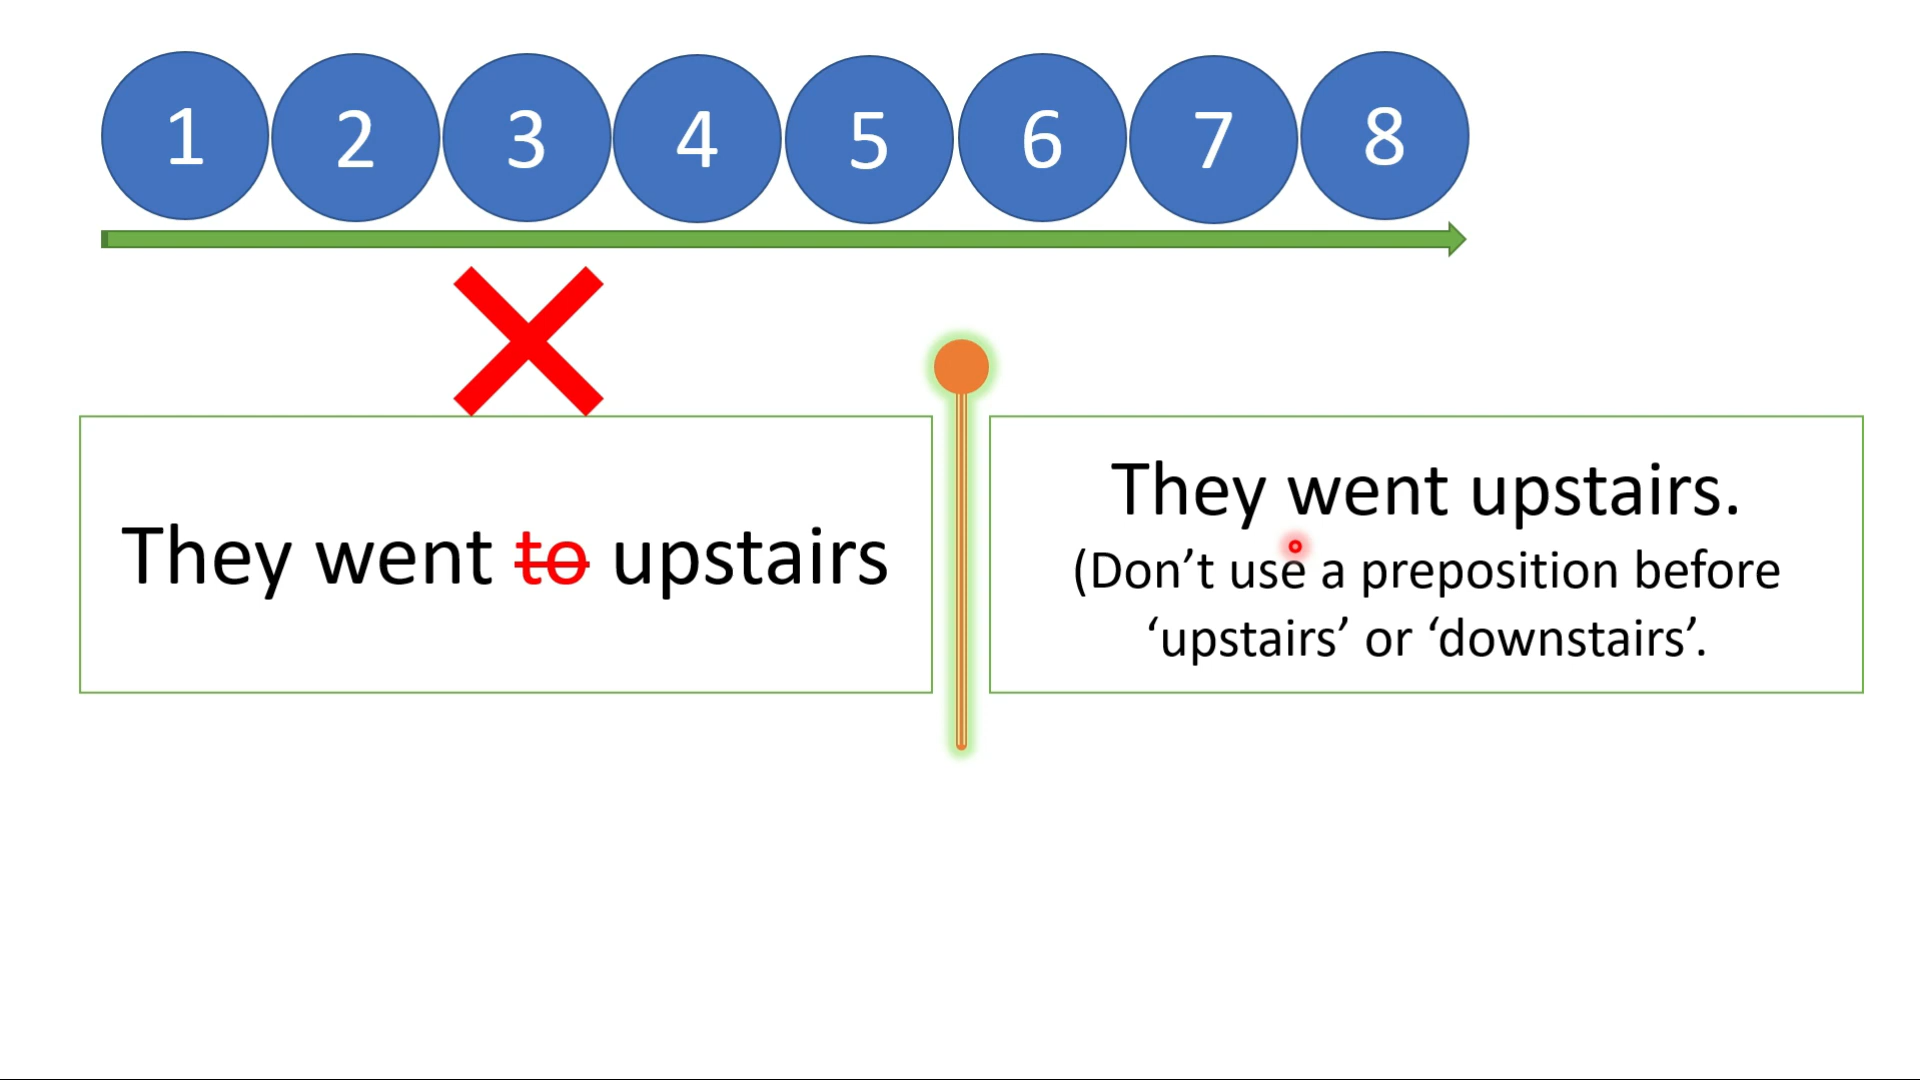 1 2 3 4 5 6 7 8
They went to upstairs
They went upstairs.
(Don’t use a preposition before
‘upstairs’ or ‘downstairs’.